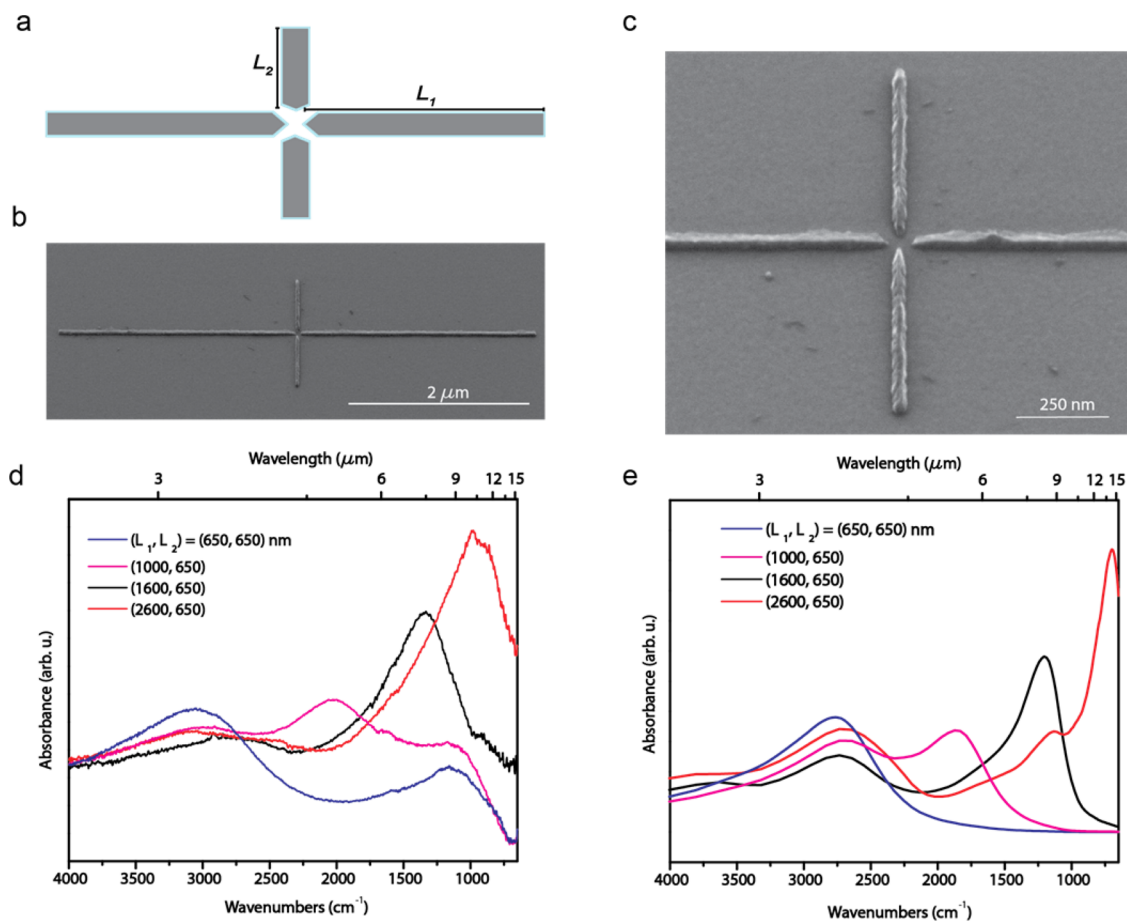 a
L2
L1
b
2 μm
c
250 nm
d
Wavelength (μm)
3 6 9 12 15
(L1, L2) = (650, 650) nm
(1000, 650)
(1600, 650)
(2600, 650)
Absorbance (arb. u.)
4000 3500 3000 2500 2000 1500 1000
Wavenumbers (cm-1)
e
Wavelength (μm)
3 6 9 12 15
(L1, L2) = (650, 650) nm
(1000, 650)
(1600, 650)
(2600, 650)
Absorbance (arb. u.)
4000 3500 3000 2500 2000 1500 1000
Wavenumbers (cm-1)